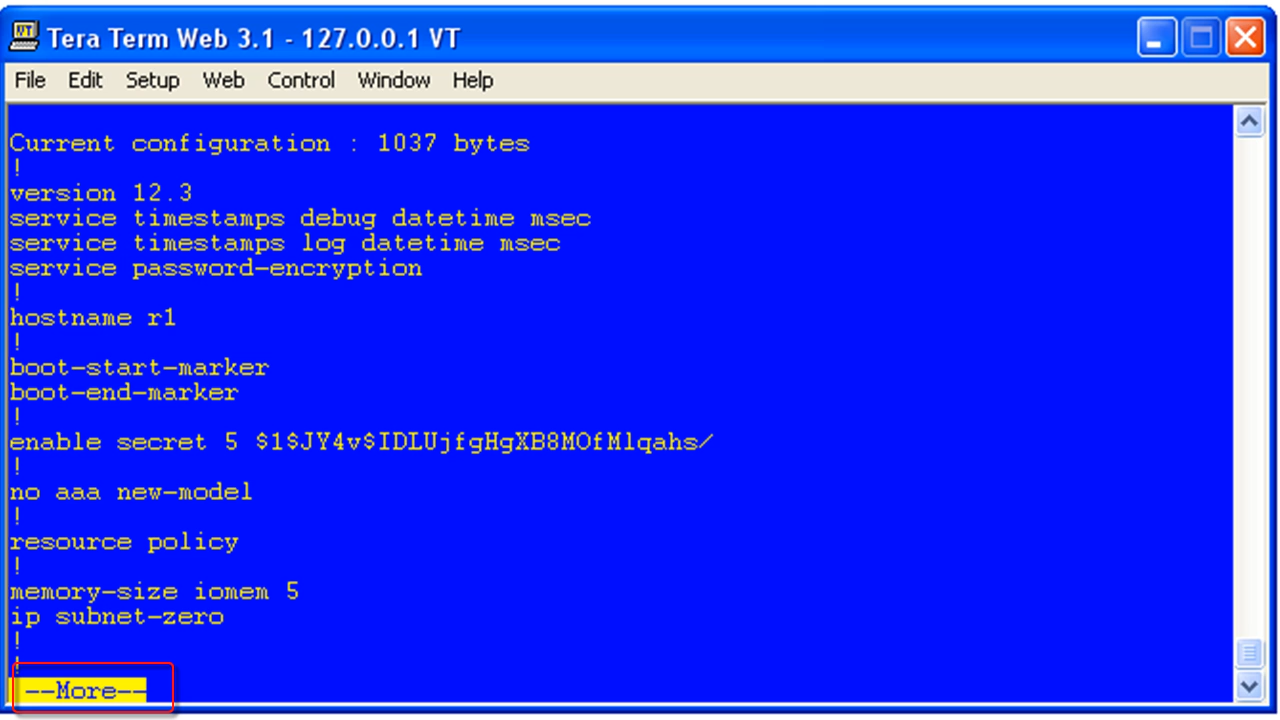 Tera Term Web 3.1 - 127.0.0.1 VT
File Edit Setup Web Control Window Help
Current configuration : 1037 bytes
!
version 12.3
service timestamps debug datetime msec
service timestamps log datetime msec
service password-encryption
!
hostname r1
!
boot-start-marker
boot-end-marker
!
enable secret 5 $1$JY4v$IDLUjfgHgXB8MOfMlqahs/
!
no aaa new-model
!
resource policy
!
memory-size iomem 5
ip subnet-zero
!
!
--More--